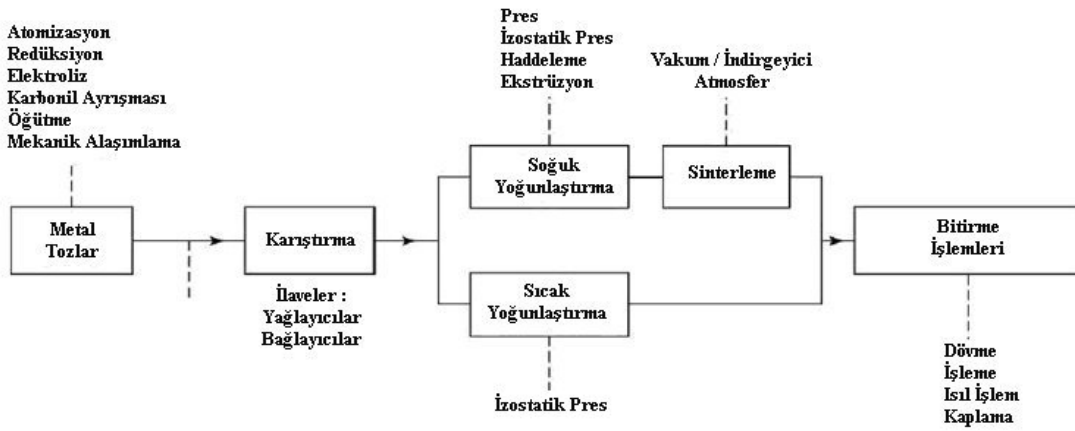 Atomizasyon
Redüksiyon
Elektroliz
Karbonil Ayrışması
Öğütme
Mekanik Alaşımlama
Pres
İzostatik Pres
Haddeleme
Ekstrüzyon
Vakum / İndirgeyici
Atmosfer
Metal
Tozlar
Karıştırma
İlaveler :
Yağlayıcılar
Bağlayıcılar
Soğuk
Yoğunlaştırma
Sinterleme
Sıcak
Yoğunlaştırma
İzostatik Pres
Bitirme
İşlemleri
Dövme
İşleme
Isıl İşlem
Kaplama